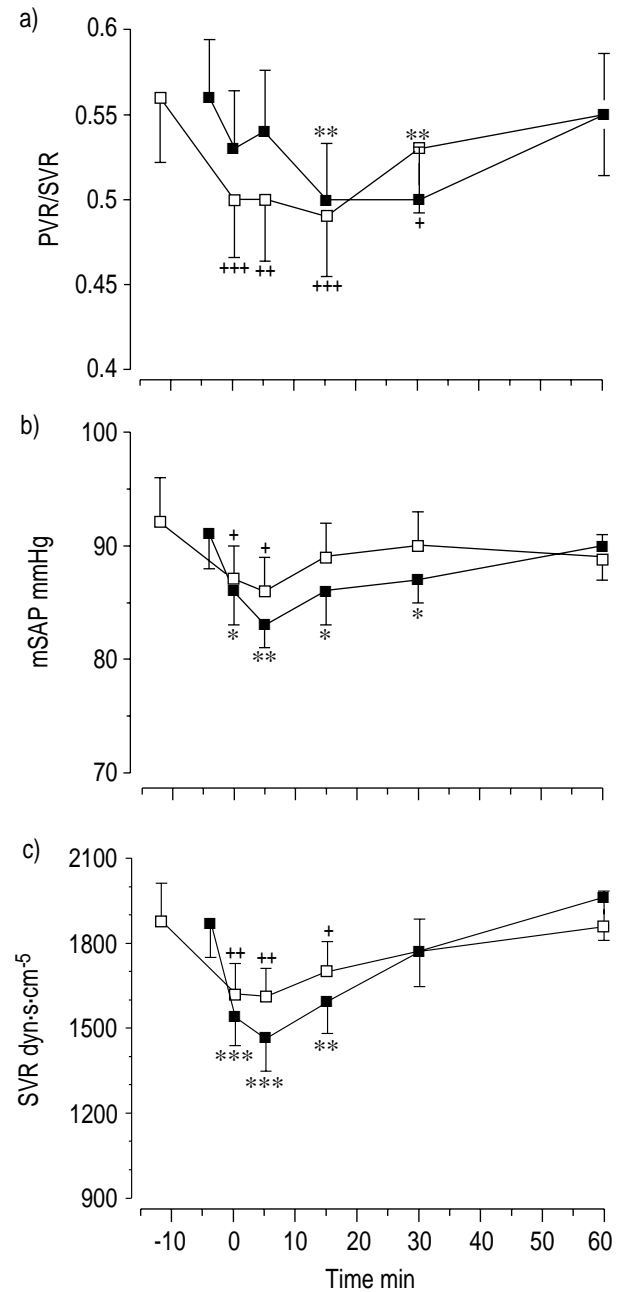 a)
0.6
0.55
0.5
0.45
0.4
PVR/SVR
** **
+
+++ ++ +++
b)
100
90
80
70
mSAP mmHg
+ +
* ** * *
c)
2100
1800
1500
1200
900
SVR dyn·s·cm-5
++ ++ +
*** *** **
-10 0 10 20 30 40 50 60
Time min